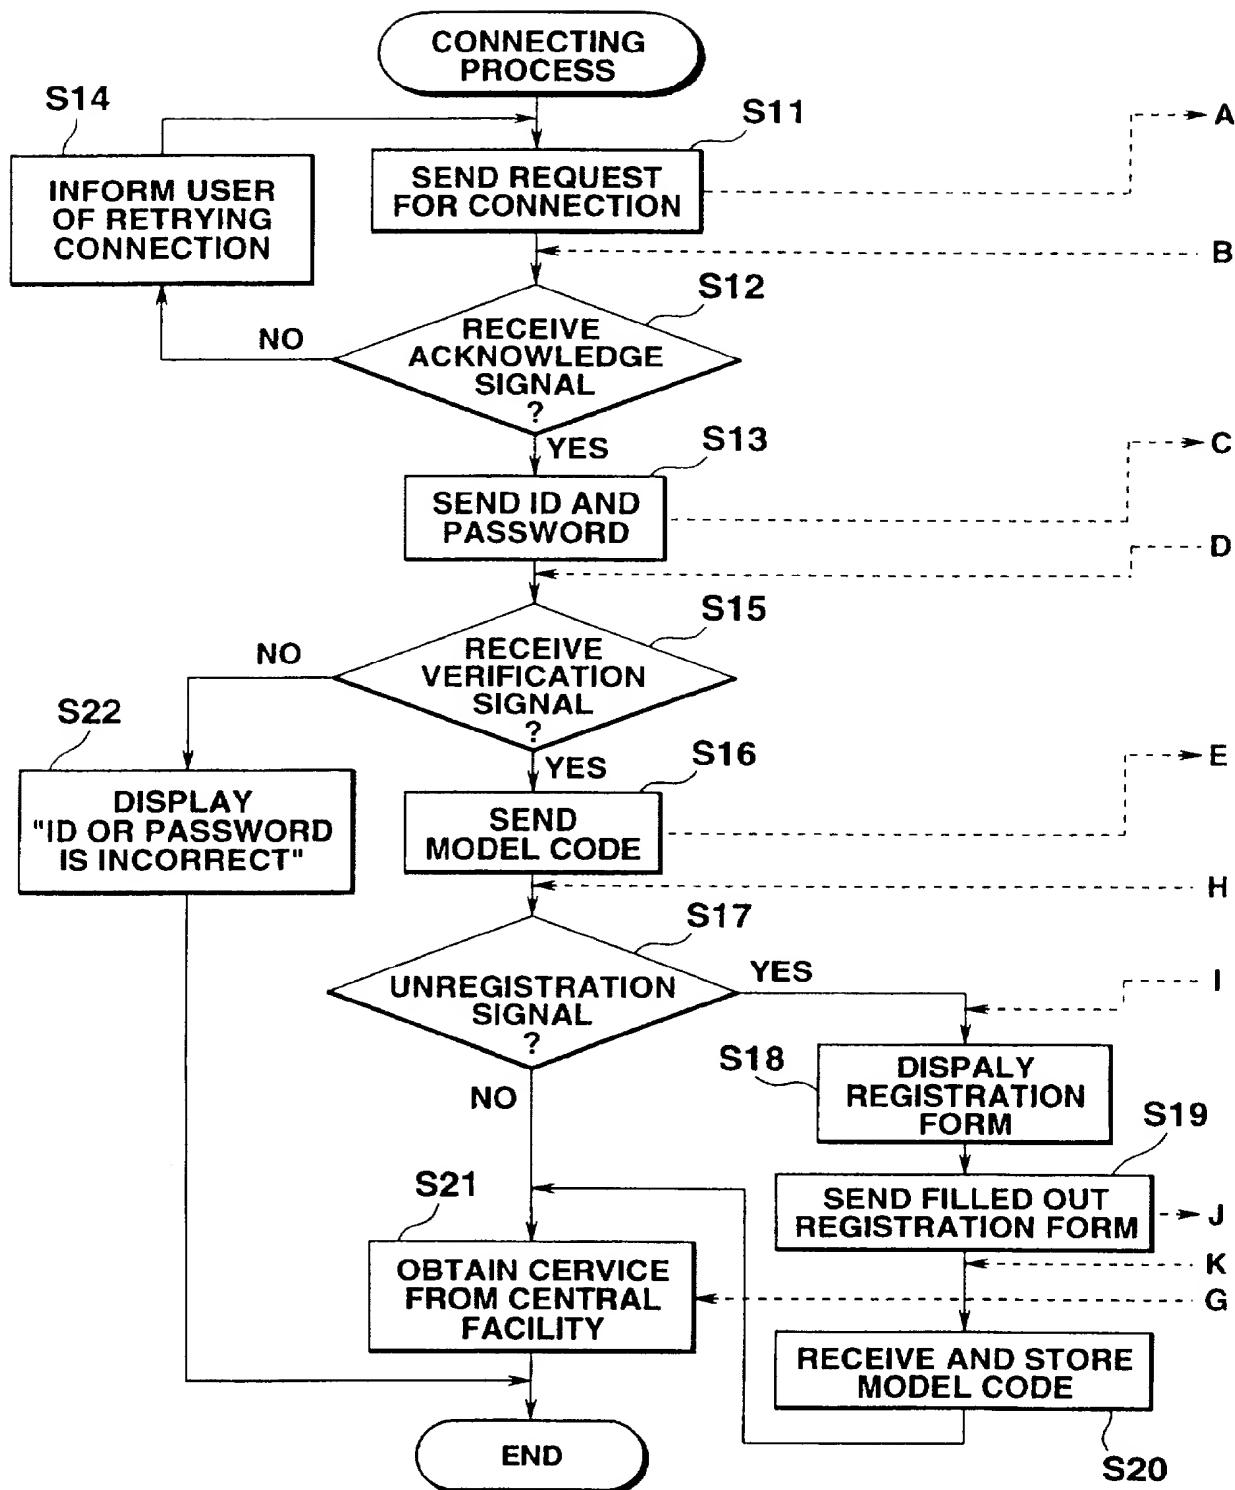 CONNECTING
PROCESS
S14
S11
A
INFORM USER
OF RETRYING
CONNECTION
SEND REQUEST
FOR CONNECTION
B
S12
NO
RECEIVE
ACKNOWLEDGE
SIGNAL
?
YES
S13
C
SEND ID AND
PASSWORD
D
S15
NO
RECEIVE
VERIFICATION
SIGNAL
?
S22
YES
S16
E
DISPLAY
"ID OR PASSWORD
IS INCORRECT"
SEND
MODEL CODE
H
S17
YES
UNREGISTRATION
SIGNAL
?
I
S18
DISPALY
REGISTRATION
FORM
NO
S19
S21
SEND FILLED OUT
REGISTRATION FORM
J
K
OBTAIN CERVICE
FROM CENTRAL
FACILITY
G
RECEIVE AND STORE
MODEL CODE
END
S20